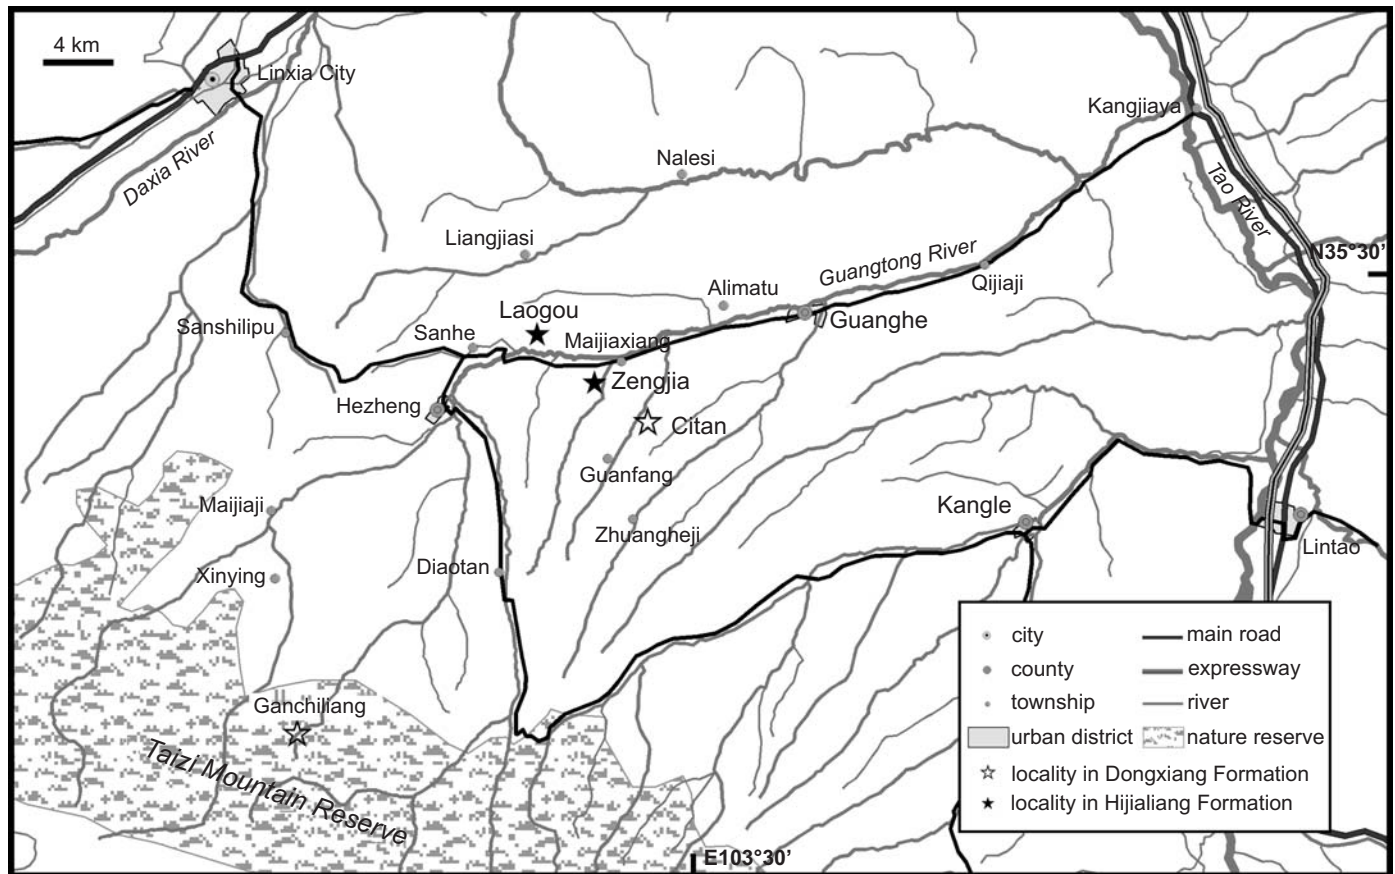 4 km
Linxia City
Kangjiaya
Daxia River
Nalesi
Tao River
Liangjiasi
Guangtong River
N35°30'
Alimatu
Qijiaji
Laogou
Guanghe
Sanshilipu
Sanhe
Maijiaxiang
Zengjia
Hezheng
Citan
Guanfang
Maijiaji
Kangle
Zhuangheji
Lintao
Xinying
Diaotan
city
main road
county
expressway
township
river
Ganchiliang
urban district
nature reserve
Taizi Mountain Reserve
locality in Dongxiang Formation
locality in Hijialiang Formation
E103°30'